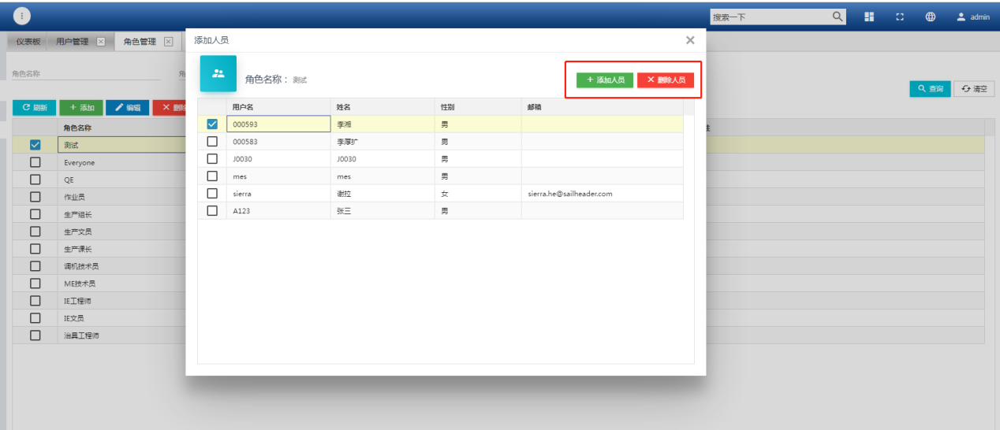 搜索一下
admin
仪表板 用户管理 角色管理
添加人员
角色名称
角色名称： 测试
添加人员 删除人员
查询 清空
刷新 添加 编辑 删除
用户名 姓名 性别 邮箱
000593 李湘 男
000583 李厚扩 男
J0030 J0030 男
mes mes 男
sierra 谢拉 女 sierra.he@sailheader.com
A123 张三 男
角色名称
测试
Everyone
QE
作业员
生产组长
生产文员
生产课长
调机技术员
ME技术员
IE工程师
IE文员
治具工程师